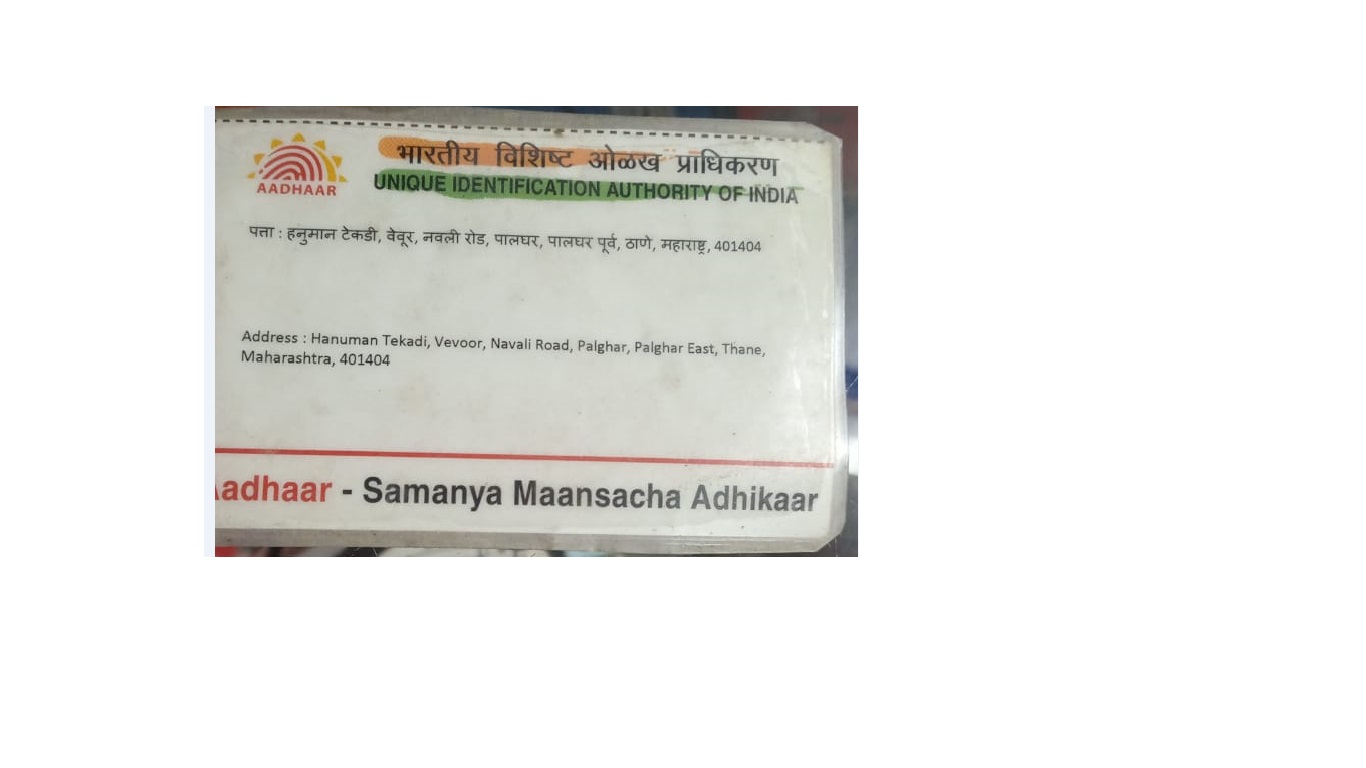 भारतीय विशिष्ट ओळख प्राधिकरण
AADHAAR
UNIQUE IDENTIFICATION AUTHORITY OF INDIA
पत्ता : हनुमान टेकडी, वेवूर, नवली रोड, पालघर, पालघर पूर्व, ठाणे, महाराष्ट्र, 401404
Address : Hanuman Tekadi, Vevoor, Navali Road, Palghar, Palghar East, Thane,
Maharashtra, 401404
Aadhaar - Samanya Maansacha Adhikaar